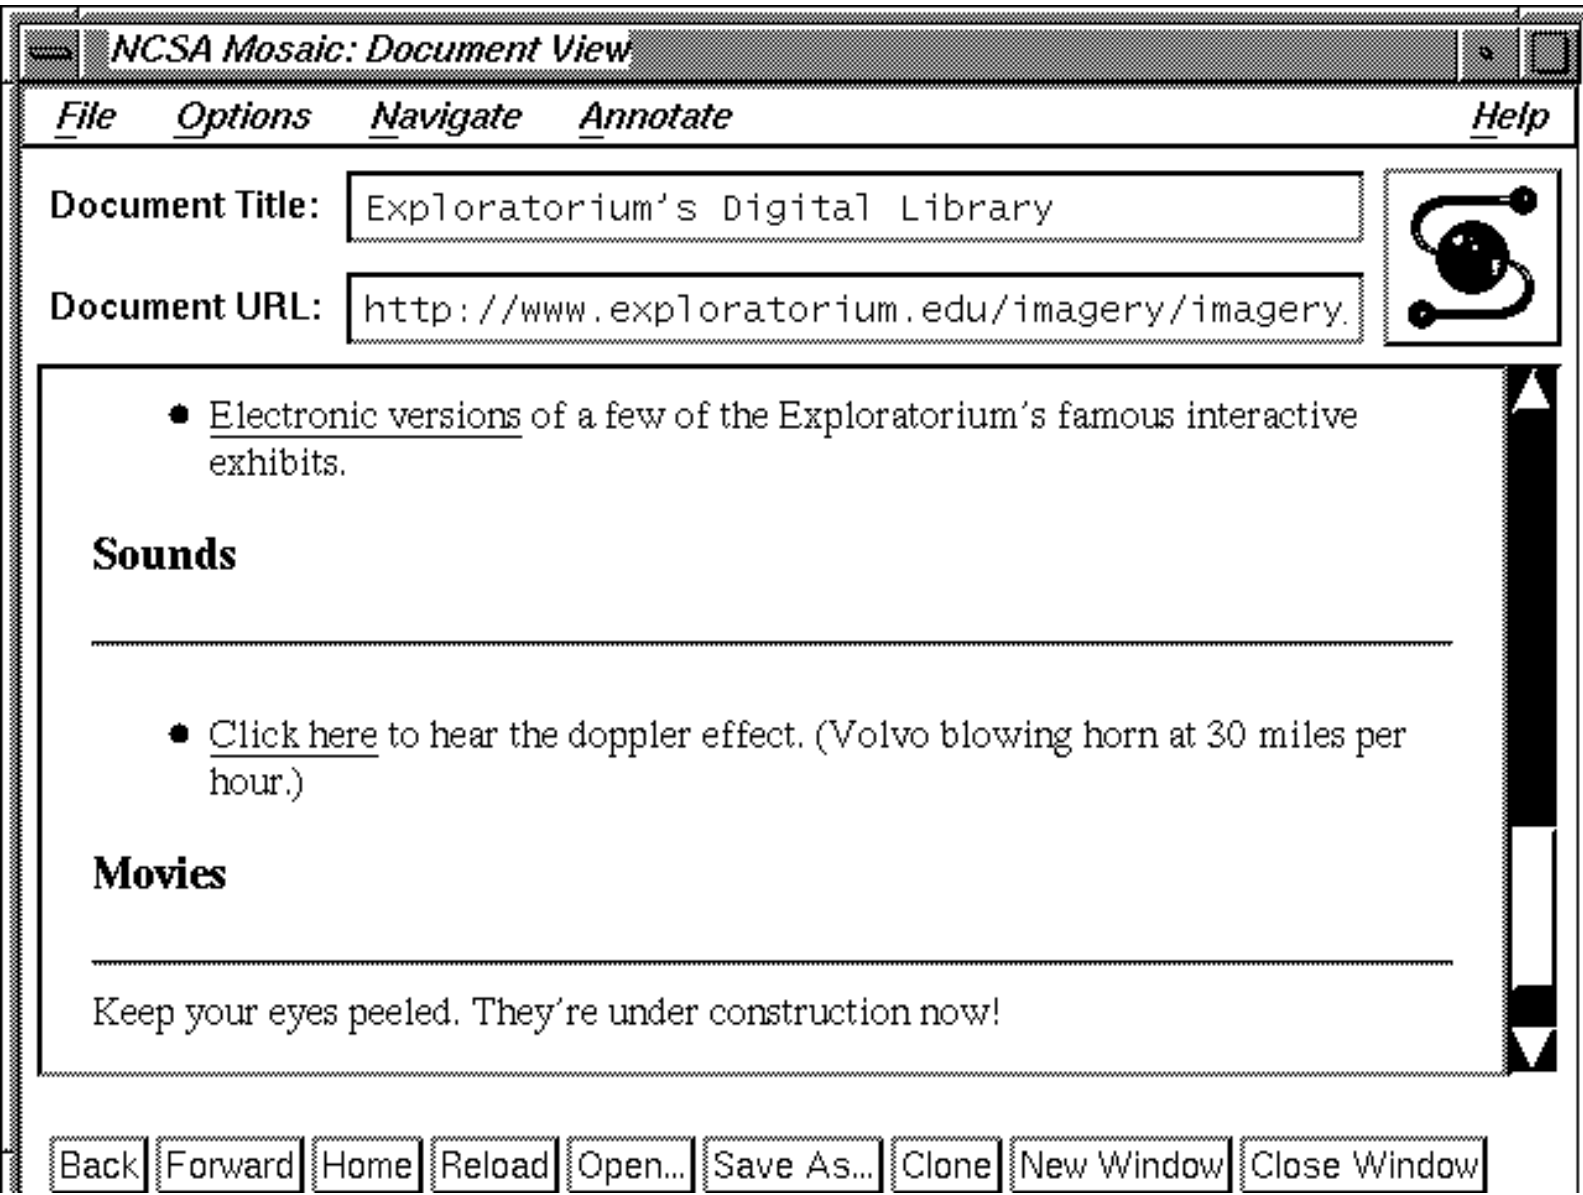 NCSA Mosaic: Document View
File Options Navigate Annotate Help
Document Title: Exploratorium's Digital Library
Document URL: http://www.exploratorium.edu/imagery/imagery
Electronic versions of a few of the Exploratorium's famous interactive
exhibits.
Sounds
Click here to hear the doppler effect. (Volvo blowing horn at 30 miles per
hour.)
Movies
Keep your eyes peeled. They're under construction now!
Back Forward Home Reload Open... Save As... Clone New Window Close Window